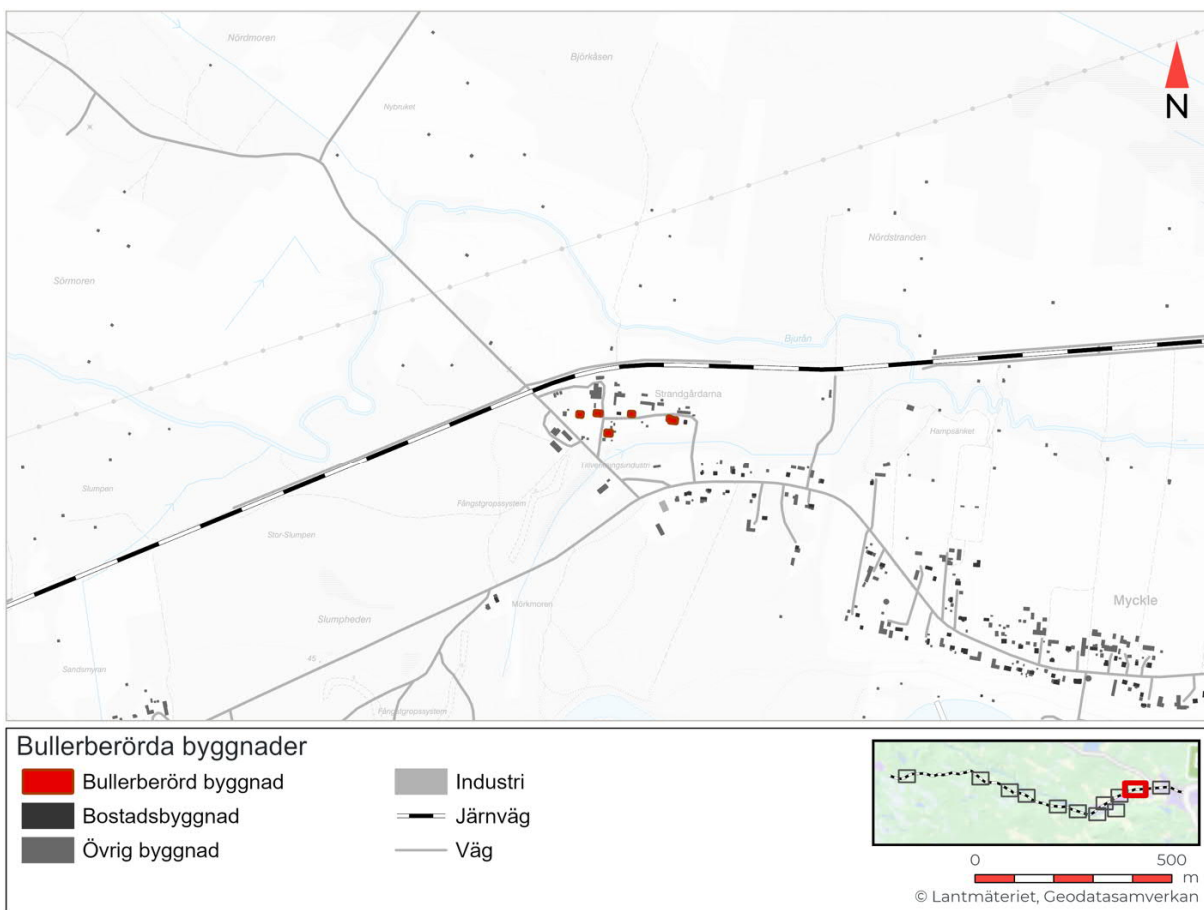 Nördmoren
Björkåsen
N
Nybruket
Nördstranden
Sörmoren
Bjurån
Strandgårdarna
Hampsänket
Slumpen
Fångstgropssystem
Stor-Slumpen
Mörkmoren
Myckle
Slumpheden
45
Sandsmyran
Fångstgropssystem
Bullerberörda byggnader
Bullerberörd byggnad
Industri
Bostadsbyggnad
Järnväg
Övrig byggnad
Väg
0 500
m
© Lantmäteriet, Geodatasamverkan